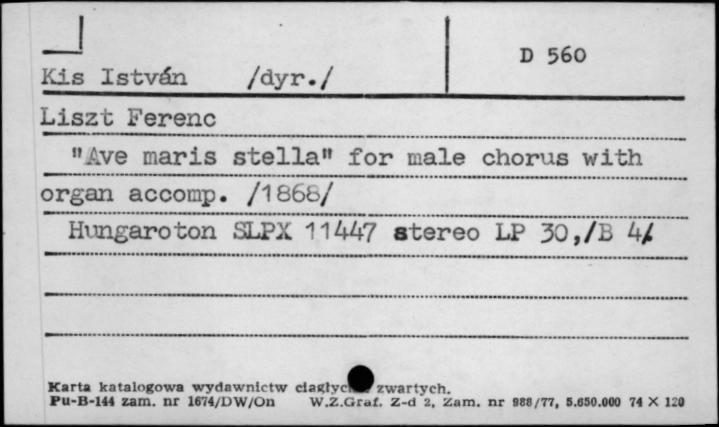 D 560
Kis István /dyr./
Liszt Ferenc
"Ave maris stella" for male chorus with
organ accomp. /1868/
Hungaroton SLPX 11447 stereo LP 30,/B 4/.
Karta katalogowa wydawnictw zwartych.
Pu-B-144 zam. nr 1674/DW/On W.Z.Graf. Z-d 2, Zam. nr 988/77, 5.650.000 74 X 120